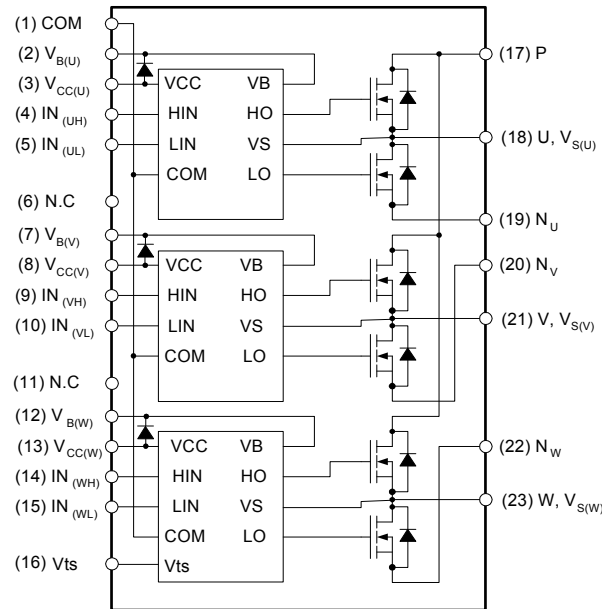 (1) COM
(2) VB(U)
(3) VCC(U)
(4) IN(UH)
(5) IN(UL)
(6) N.C
(7) VB(V)
(8) VCC(V)
(9) IN(VH)
(10) IN(VL)
(11) N.C
(12) VB(W)
(13) VCC(W)
(14) IN(WH)
(15) IN(WL)
(16) Vts
VCC VB
HIN HO
LIN VS
COM LO
VCC VB
HIN HO
LIN VS
COM LO
VCC VB
HIN HO
LIN VS
COM LO
Vts
(17) P
(18) U, VS(U)
(19) NU
(20) NV
(21) V, VS(V)
(22) NW
(23) W, VS(W)